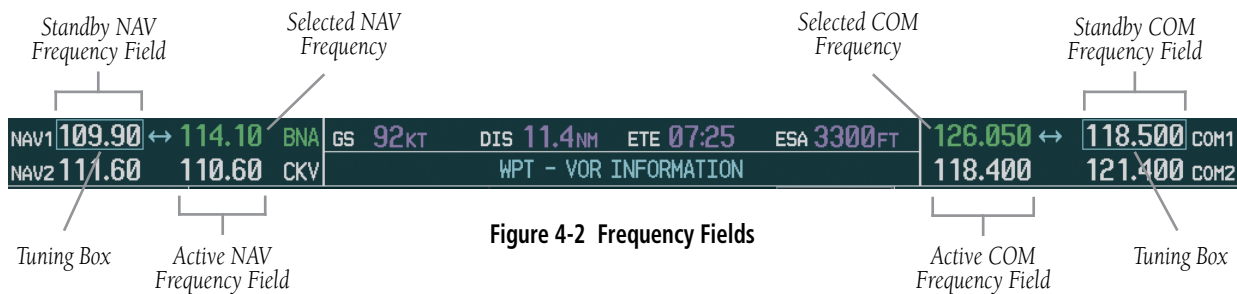 Standby NAV
Frequency Field
Selected NAV
Frequency
Selected COM
Frequency
Standby COM
Frequency Field
NAV1 109.90 ↔ 114.10 BNA GS 92KT DIS 11.4NM ETE 07:25 ESA 3300FT 126.050 ↔ 118.500 COM1
NAV2 111.60 110.60 CKV WPT – VOR INFORMATION 118.400 121.400 COM2
Tuning Box
Active NAV
Frequency Field
Figure 4-2 Frequency Fields
Active COM
Frequency Field
Tuning Box